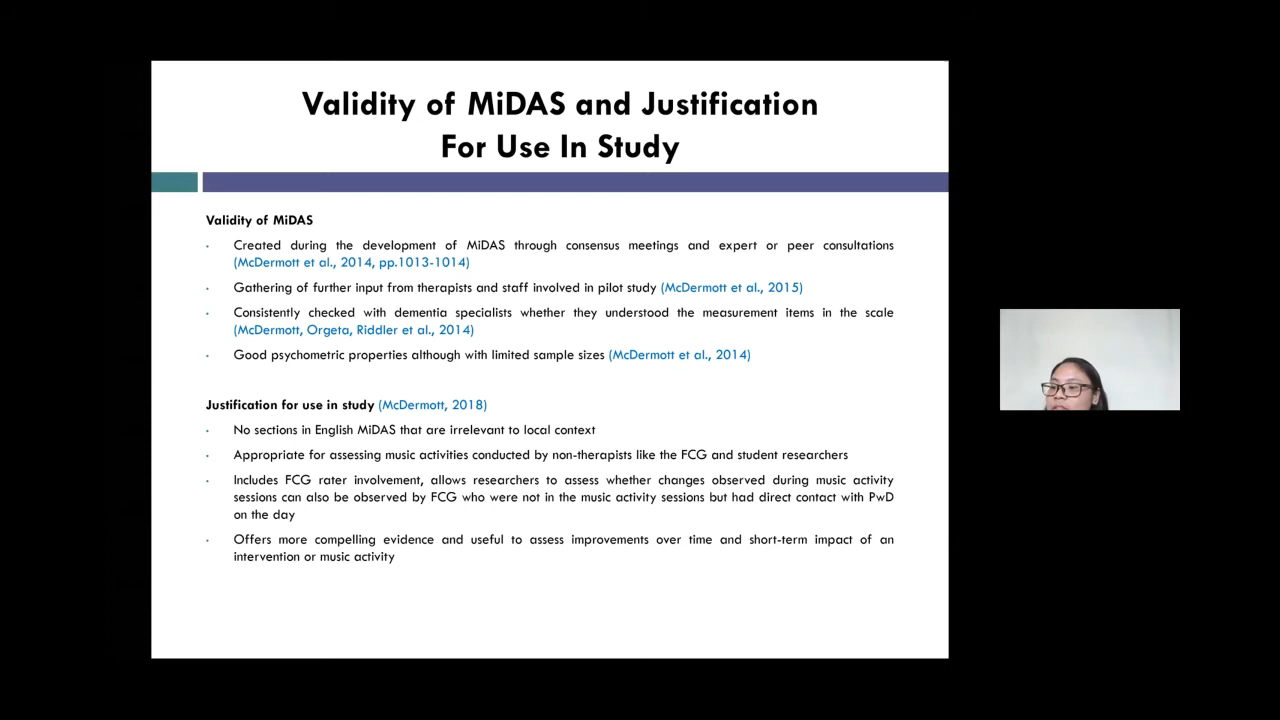 Validity of MiDAS and Justification
For Use In Study
Validity of MiDAS
Created during the development of MiDAS through consensus meetings and expert or peer consultations
(McDermott et al., 2014, pp.1013-1014)
Gathering of further input from therapists and staff involved in pilot study (McDermott et al., 2015)
Consistently checked with dementia specialists whether they understood the measurement items in the scale
(McDermott, Orgeta, Riddler et al., 2014)
Good psychometric properties although with limited sample sizes (McDermott et al., 2014)
Justification for use in study (McDermott, 2018)
No sections in English MiDAS that are irrelevant to local context
Appropriate for assessing music activities conducted by non-therapists like the FCG and student researchers
Includes FCG rater involvement, allows researchers to assess whether changes observed during music activity
sessions can also be observed by FCG who were not in the music activity sessions but had direct contact with PwD
on the day
Offers more compelling evidence and useful to assess improvements over time and short-term impact of an
intervention or music activity